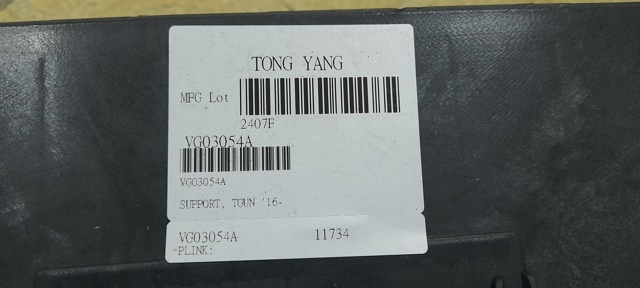 TONG YANG
MFG Lot
2407F
VG03054A
VG03054A
SUPPORT, TGUN '16-
VG03054A 11734
*PLINK: